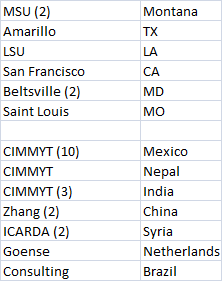 MSU (2) Montana
Amarillo TX
LSU LA
San Francisco CA
Beltsville (2) MD
Saint Louis MO
CIMMYT (10) Mexico
CIMMYT Nepal
CIMMYT (3) India
Zhang (2) China
ICARDA (2) Syria
Goense Netherlands
Consulting Brazil